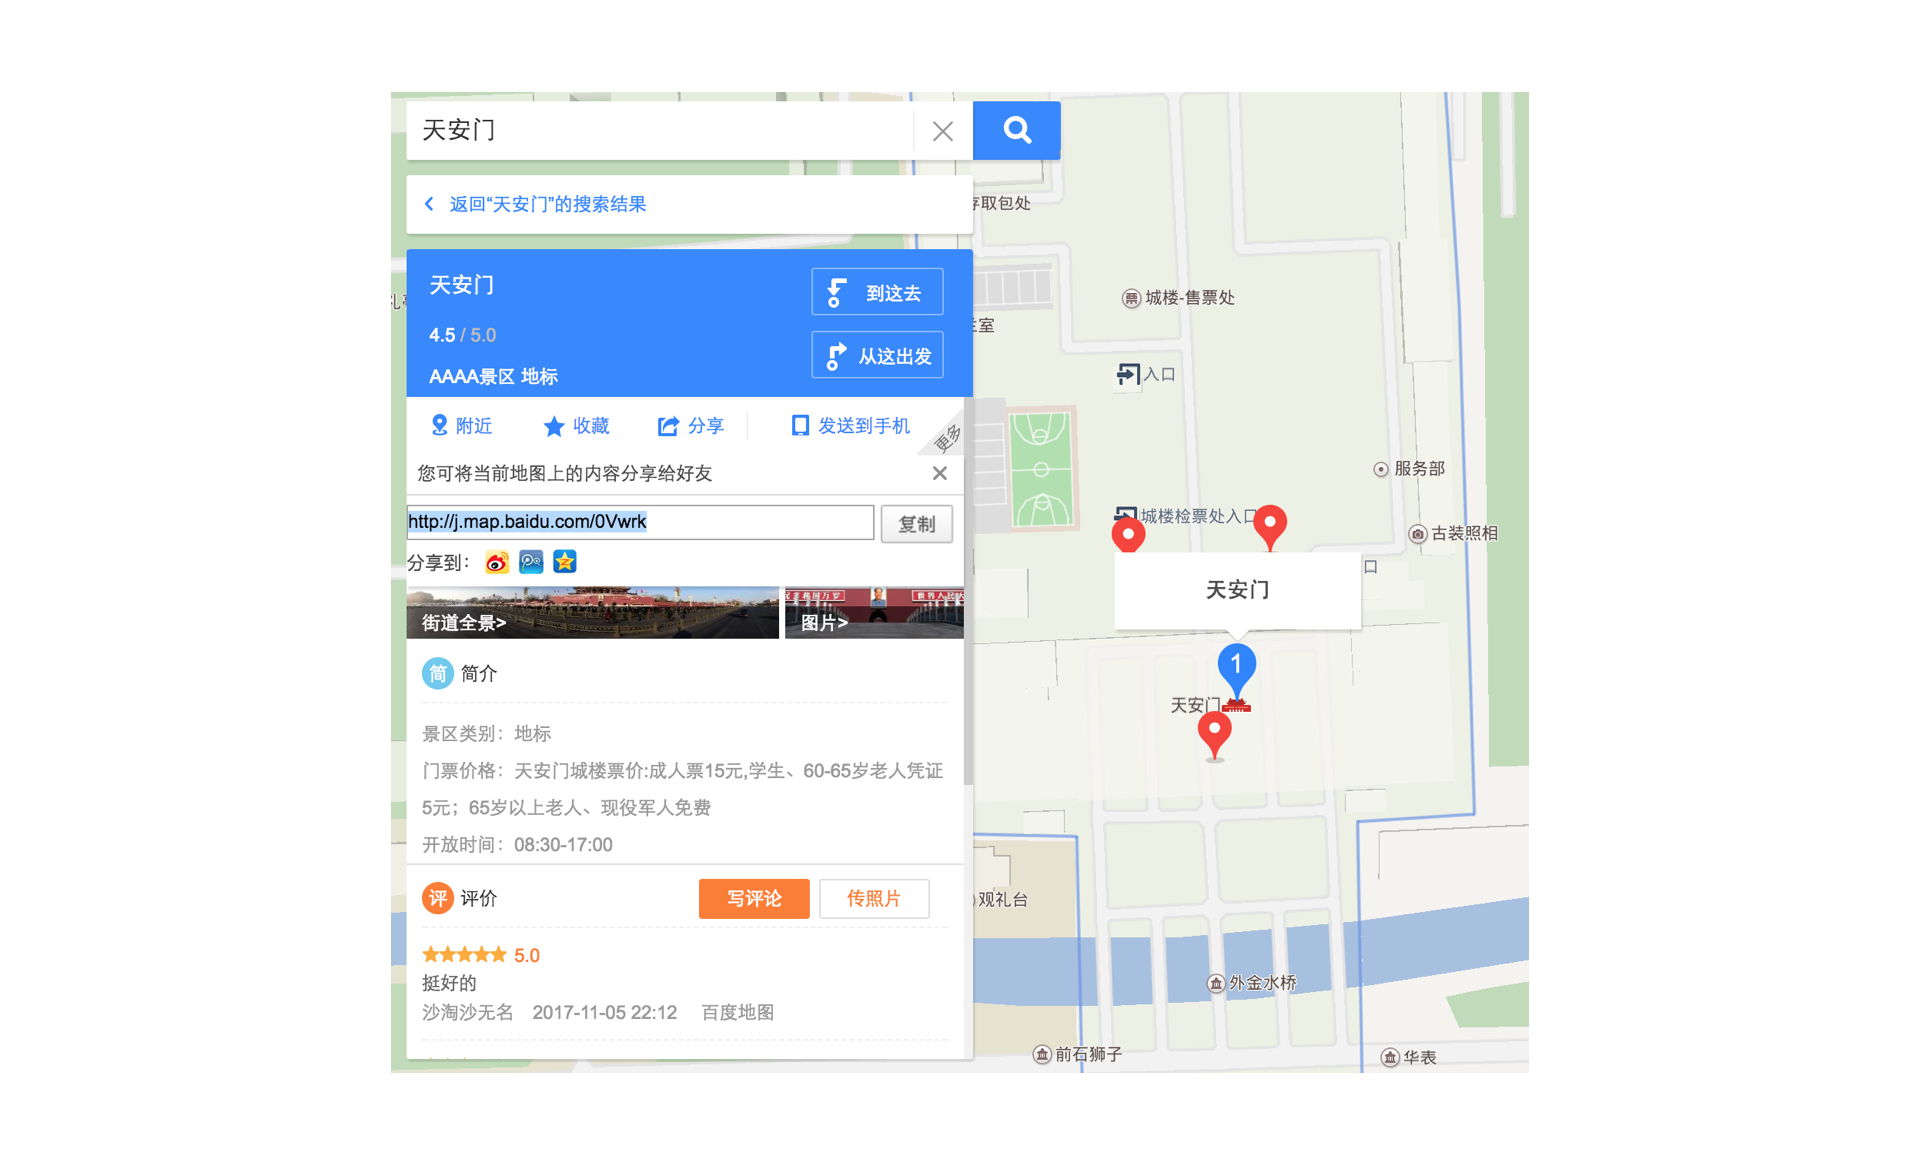 天安门
返回“天安门”的搜索结果
天安门
到这去
4.5 / 5.0
从这出发
AAAA景区 地标
附近
收藏
分享
发送到手机
更多
您可将当前地图上的内容分享给好友
http://j.map.baidu.com/0Vwrk
复制
分享到：
街道全景>
图片>
简 简介
景区类别：地标
门票价格：天安门城楼票价:成人票15元,学生、60-65岁老人凭证
5元；65岁以上老人、现役军人免费
开放时间：08:30-17:00
评 评价
写评论
传照片
5.0
挺好的
沙淘沙无名 2017-11-05 22:12 百度地图
取包处
城楼-售票处
室
入口
服务部
城楼检票处入口
古装照相
口
天安门
1
天安门
观礼台
外金水桥
前石狮子
华表